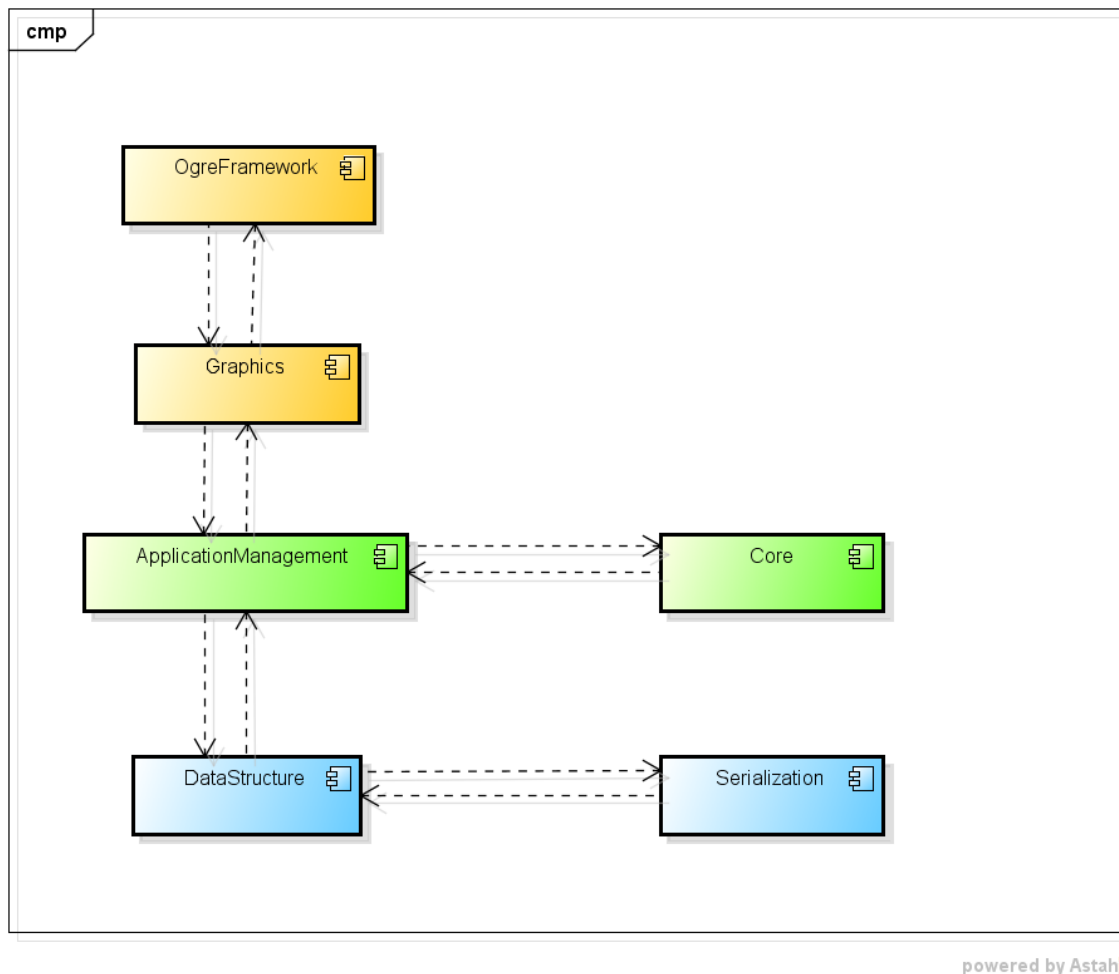 cmp
OgreFramework
Graphics
ApplicationManagement
Core
DataStructure
Serialization
powered by Astah